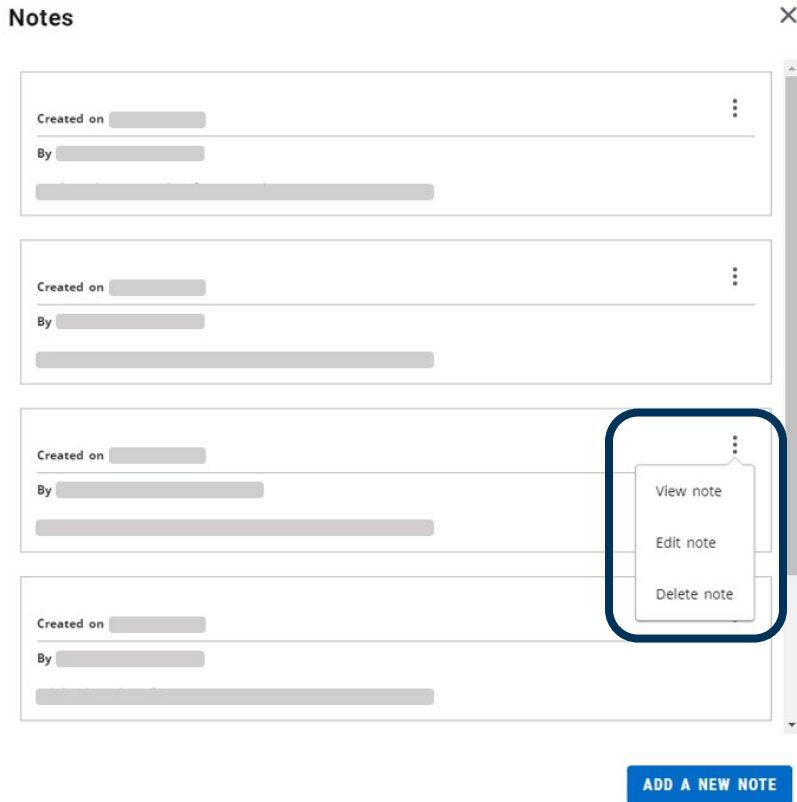 Notes
Created on
By
Created on
By
Created on
By
View note
Edit note
Delete note
Created on
By
ADD A NEW NOTE